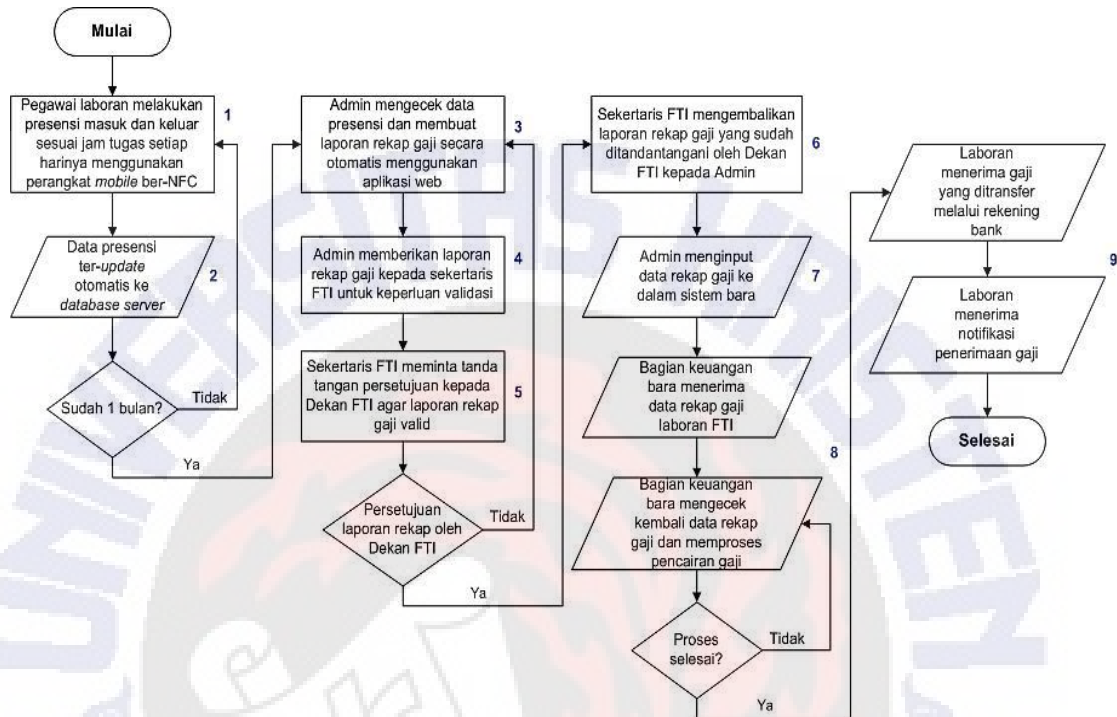 Mulai
Pegawai laboran melakukan
presensi masuk dan keluar
sesuai jam tugas setiap
harinya menggunakan
perangkat mobile ber-NFC
1
Data presensi
ter-update
otomatis ke
database server
2
Sudah 1 bulan?
Tidak
Ya
Admin mengecek data
presensi dan membuat
laporan rekap gaji secara
otomatis menggunakan
aplikasi web
3
Admin memberikan laporan
rekap gaji kepada sekertaris
FTI untuk keperluan validasi
4
Sekertaris FTI meminta tanda
tangan persetujuan kepada
Dekan FTI agar laporan rekap
gaji valid
5
Persetujuan
laporan rekap oleh
Dekan FTI
Tidak
Ya
Sekertaris FTI mengembalikan
laporan rekap gaji yang sudah
ditandantangani oleh Dekan
FTI kepada Admin
6
Admin menginput
data rekap gaji ke
dalam sistem bara
7
Bagian keuangan
bara menerima
data rekap gaji
laboran FTI
8
Bagian keuangan
bara mengecek
kembali data rekap
gaji dan memproses
pencairan gaji
Proses
selesai?
Tidak
Ya
Laboran
menerima gaji
yang ditransfer
melalui rekening
bank
9
Laboran
menerima
notifikasi
penerimaan gaji
Selesai